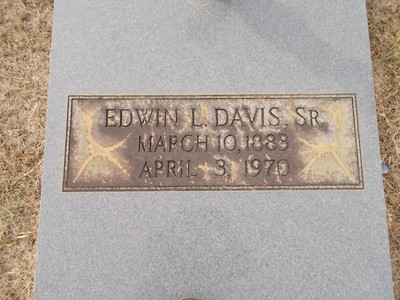 EDWIN L. DAVIS, SR
MARCH 10, 1883
APRIL 3, 1970